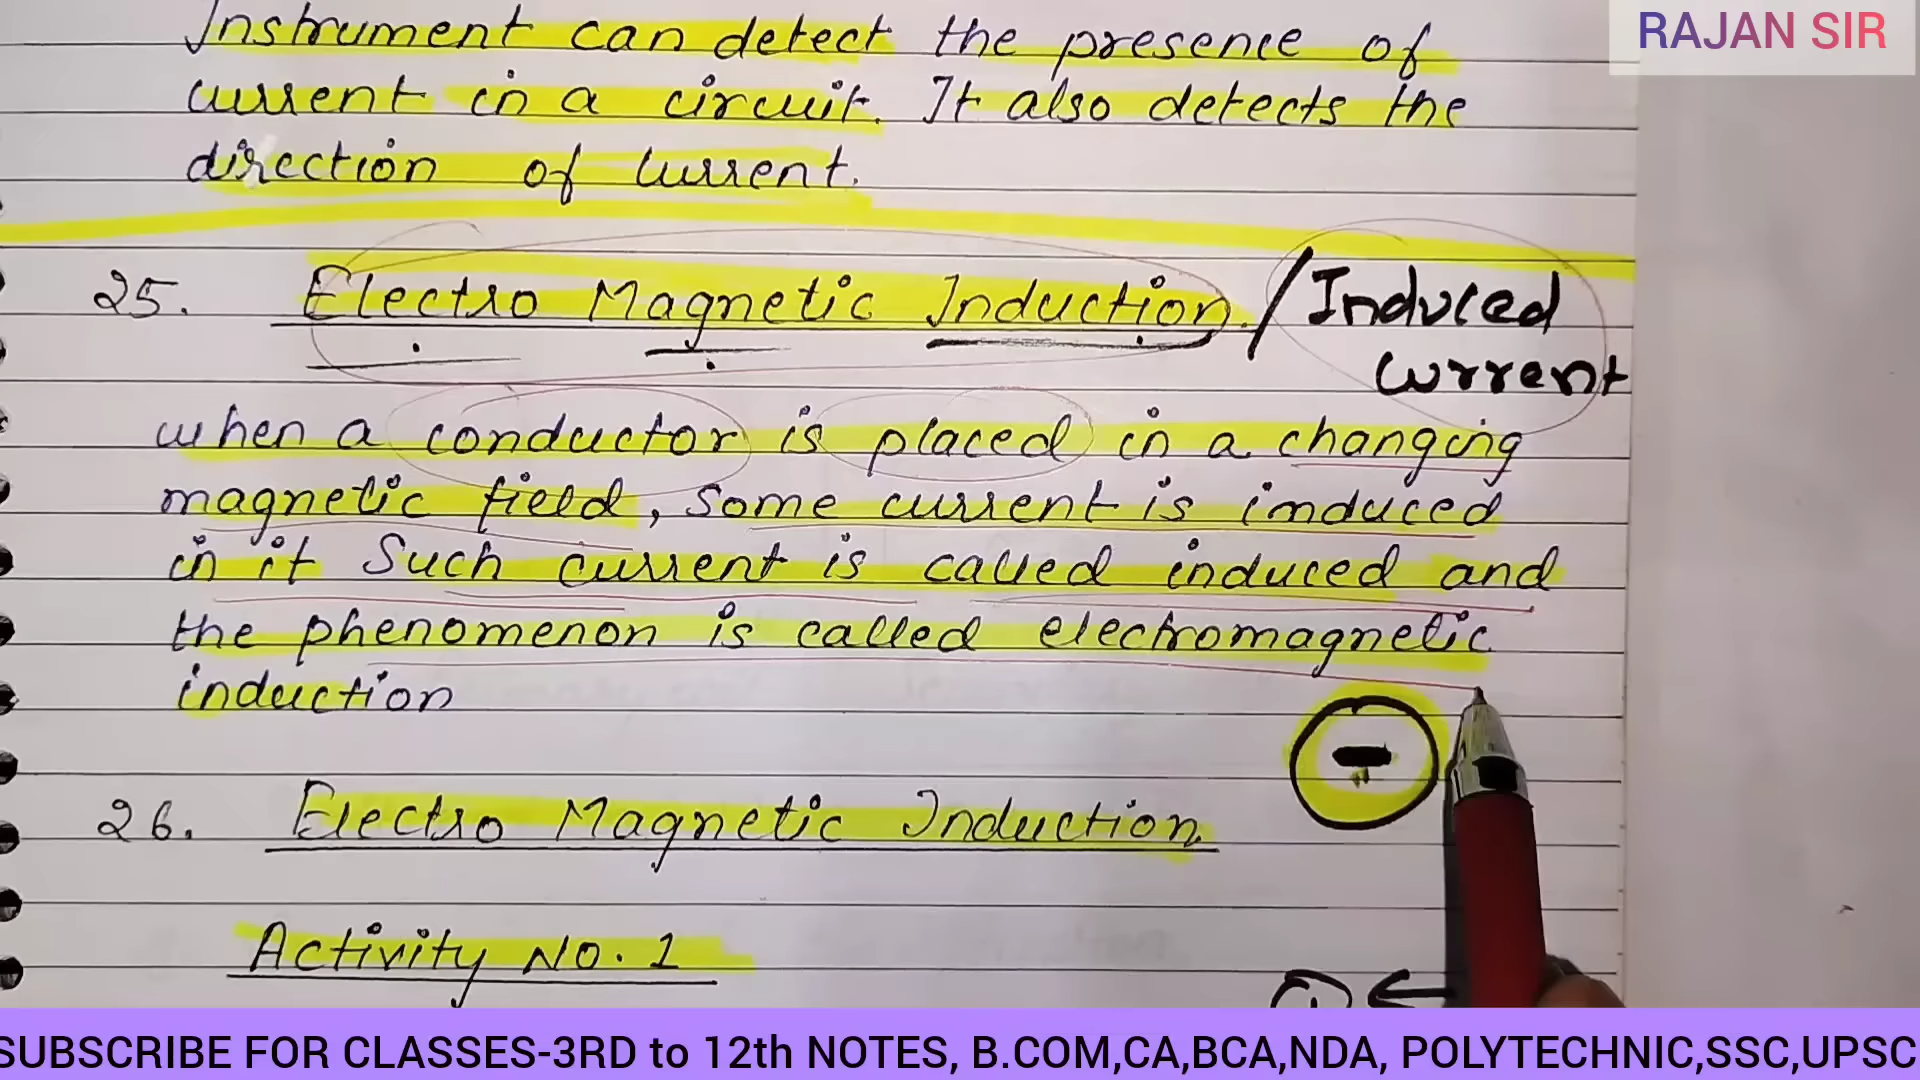 Instrument can detect the presence of
RAJAN SIR
current in a circuit. It also detects the
direction of current.
25. Electro Magnetic Induction. / Induced
current
when a conductor is placed in a changing
magnetic field, some current is induced
in it Such current is called induced and
the phenomenon is called electromagnetic
induction
26. Electro Magnetic Induction.
Activity No. 1
SUBSCRIBE FOR CLASSES-3RD to 12th NOTES, B.COM,CA,BCA,NDA, POLYTECHNIC,SSC,UPSC